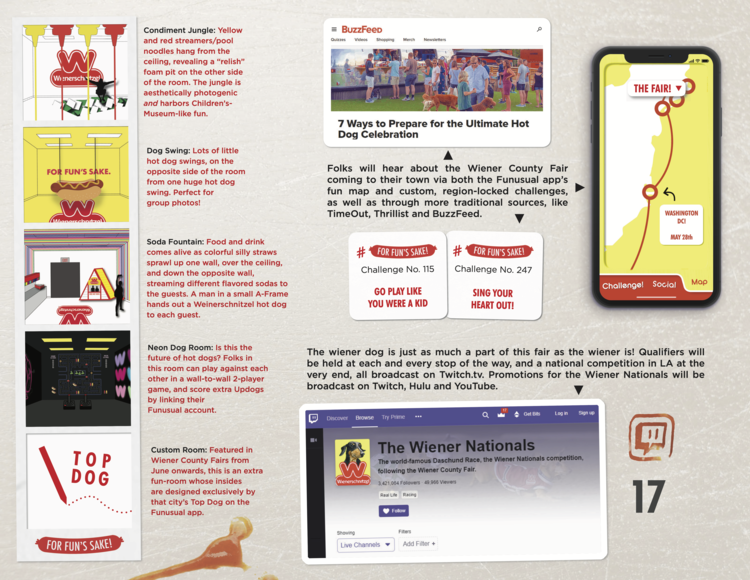 Wienerschnitzel
Condiment Jungle: Yellow
and red streamers/pool
noodles hang from the
ceiling, revealing a "relish"
foam pit on the other side
of the room. The jungle is
aesthetically photogenic
and harbors Children's-
Museum-like fun.
FOR FUN'S SAKE.
Dog Swing: Lots of little
hot dog swings, on the
opposite side of the room
from one huge hot dog
swing. Perfect for
group photos!
Soda Fountain: Food and drink
comes alive as colorful silly straws
sprawl up one wall, over the ceiling,
and down the opposite wall,
streaming different flavored sodas to
the guests. A man in a small A-Frame
hands out a Weinerschnitzel hot dog
to each guest.
Neon Dog Room: Is this the
future of hot dogs? Folks in
this room can play against each
other in a wall-to-wall 2-player
game, and score extra Updogs
by linking their
Funusual account.
TOP
DOG
Custom Room: Featured in
Wiener County Fairs from
June onwards, this is an extra
fun-room whose insides
are designed exclusively by
that city's Top Dog on the
Funusual app.
FOR FUN'S SAKE!
BuzzFeed
Quizzes Videos Shopping Merch Newsletters
7 Ways to Prepare for the Ultimate Hot
Dog Celebration
Folks will hear about the Wiener County Fair
coming to their town via both the Funusual app's
fun map and custom, region-locked challenges,
as well as through more traditional sources, like
TimeOut, Thrillist and BuzzFeed.
# FOR FUN'S SAKE!
Challenge No. 115
GO PLAY LIKE
YOU WERE A KID
# FOR FUN'S SAKE!
Challenge No. 247
SING YOUR
HEART OUT!
THE FAIR!
WASHINGTON
DC!
MAY 28th
Challenge! Social Map
The wiener dog is just as much a part of this fair as the wiener is! Qualifiers will
be held at each and every stop of the way, and a national competition in LA at the
very end, all broadcast on Twitch.tv. Promotions for the Wiener Nationals will be
broadcast on Twitch, Hulu and YouTube.
Discover Browse Try Prime ••• Get Bits Log in Sign up
Wienerschnitzel
The Wiener Nationals
The world-famous Daschund Race, the Wiener Nationals competition,
following the Wiener County Fair.
Real Life Racing
Follow
Showing Filters
Live Channels Add Filter +
17